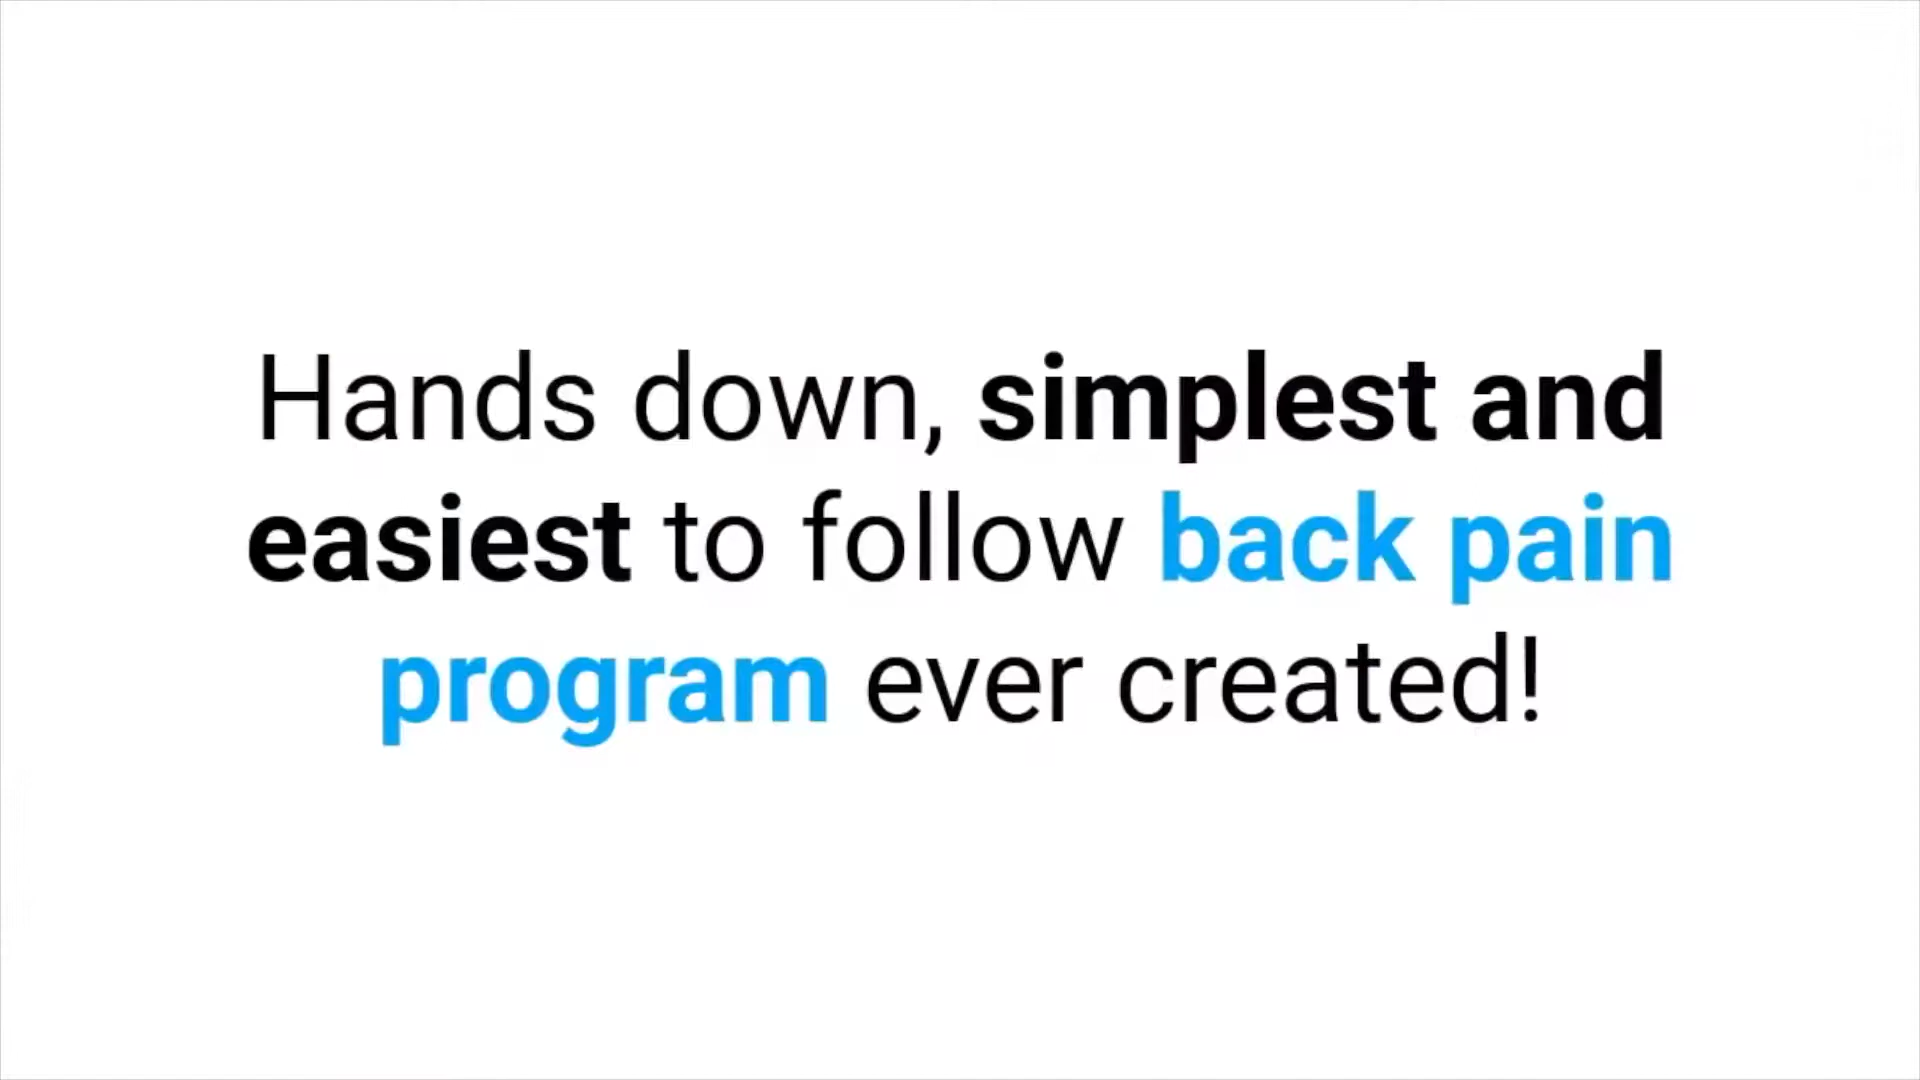 Hands down, simplest and
easiest to follow back pain
program ever created!